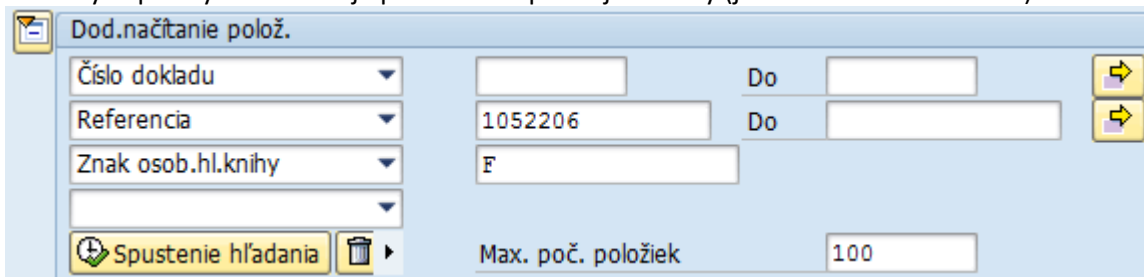 Dod.načítanie polož.
Číslo dokladu Do
Referencia 1052206 Do
Znak osob.hl.knihy F
Spustenie hľadania Max. poč. položiek 100